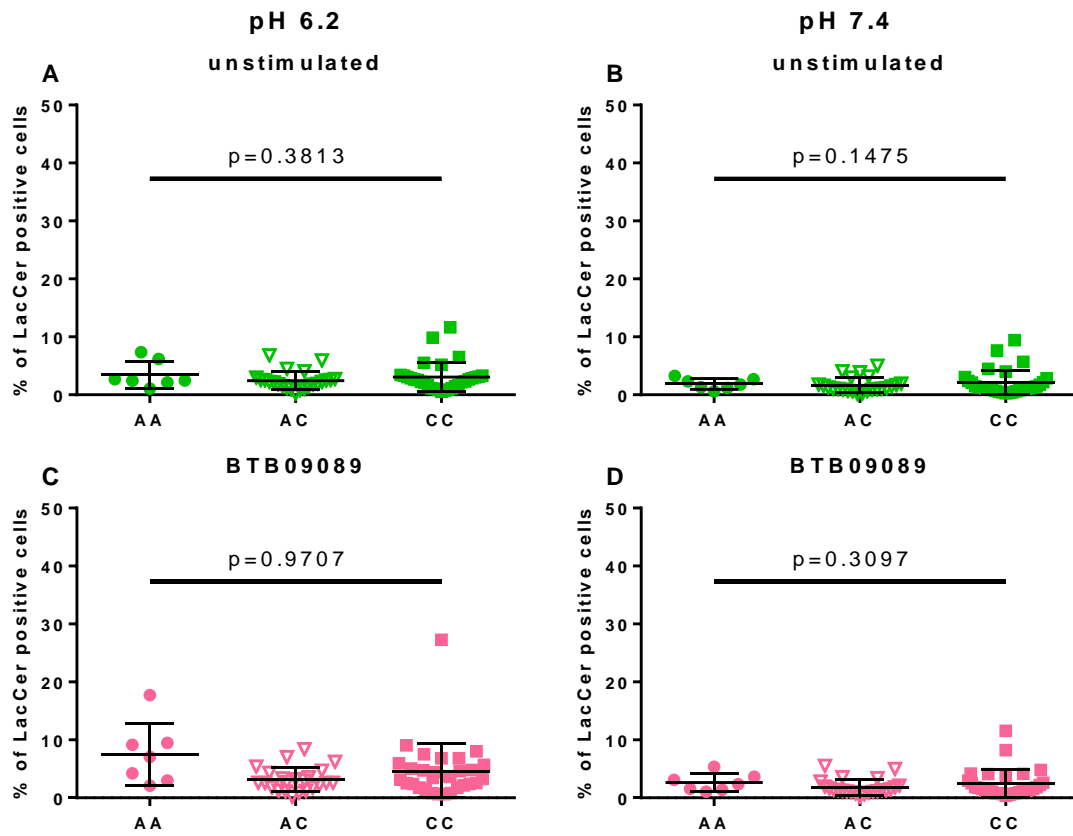 pH 6.2
unstimulated
A
% of LacCer positive cells
50
40
30
20
10
0
p=0.3813
AA AC CC
pH 7.4
unstimulated
B
% of LacCer positive cells
50
40
30
20
10
0
p=0.1475
AA AC CC
BTB09089
C
% of LacCer positive cells
50
40
30
20
10
0
p=0.9707
AA AC CC
BTB09089
D
% of LacCer positive cells
50
40
30
20
10
0
p=0.3097
AA AC CC